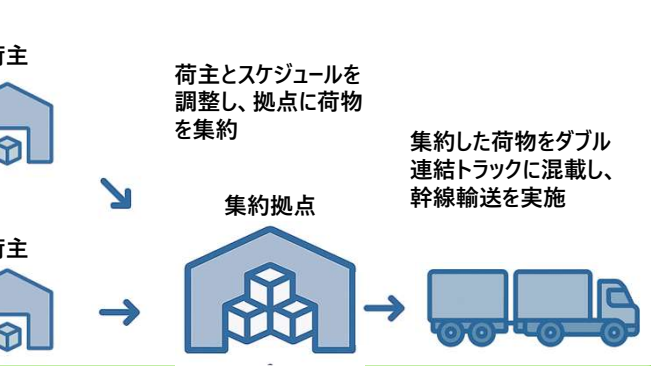 荷主
荷主とスケジュールを
調整し、拠点に荷物
を集約
集約した荷物をダブル
連結トラックに混載し、
幹線輸送を実施
集約拠点
荷主